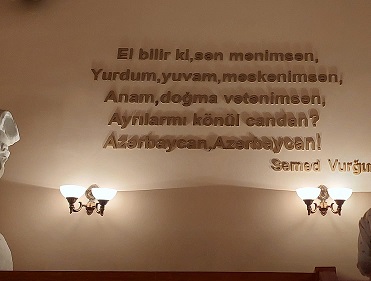 El bilir ki,sən mənimsən,
Yurdum,yuvam,məskənimsən,
Anam,doğma vətənimsən,
Ayrılarmı könül candan?
Azərbaycan,Azərbaycan!
Səməd Vurğun